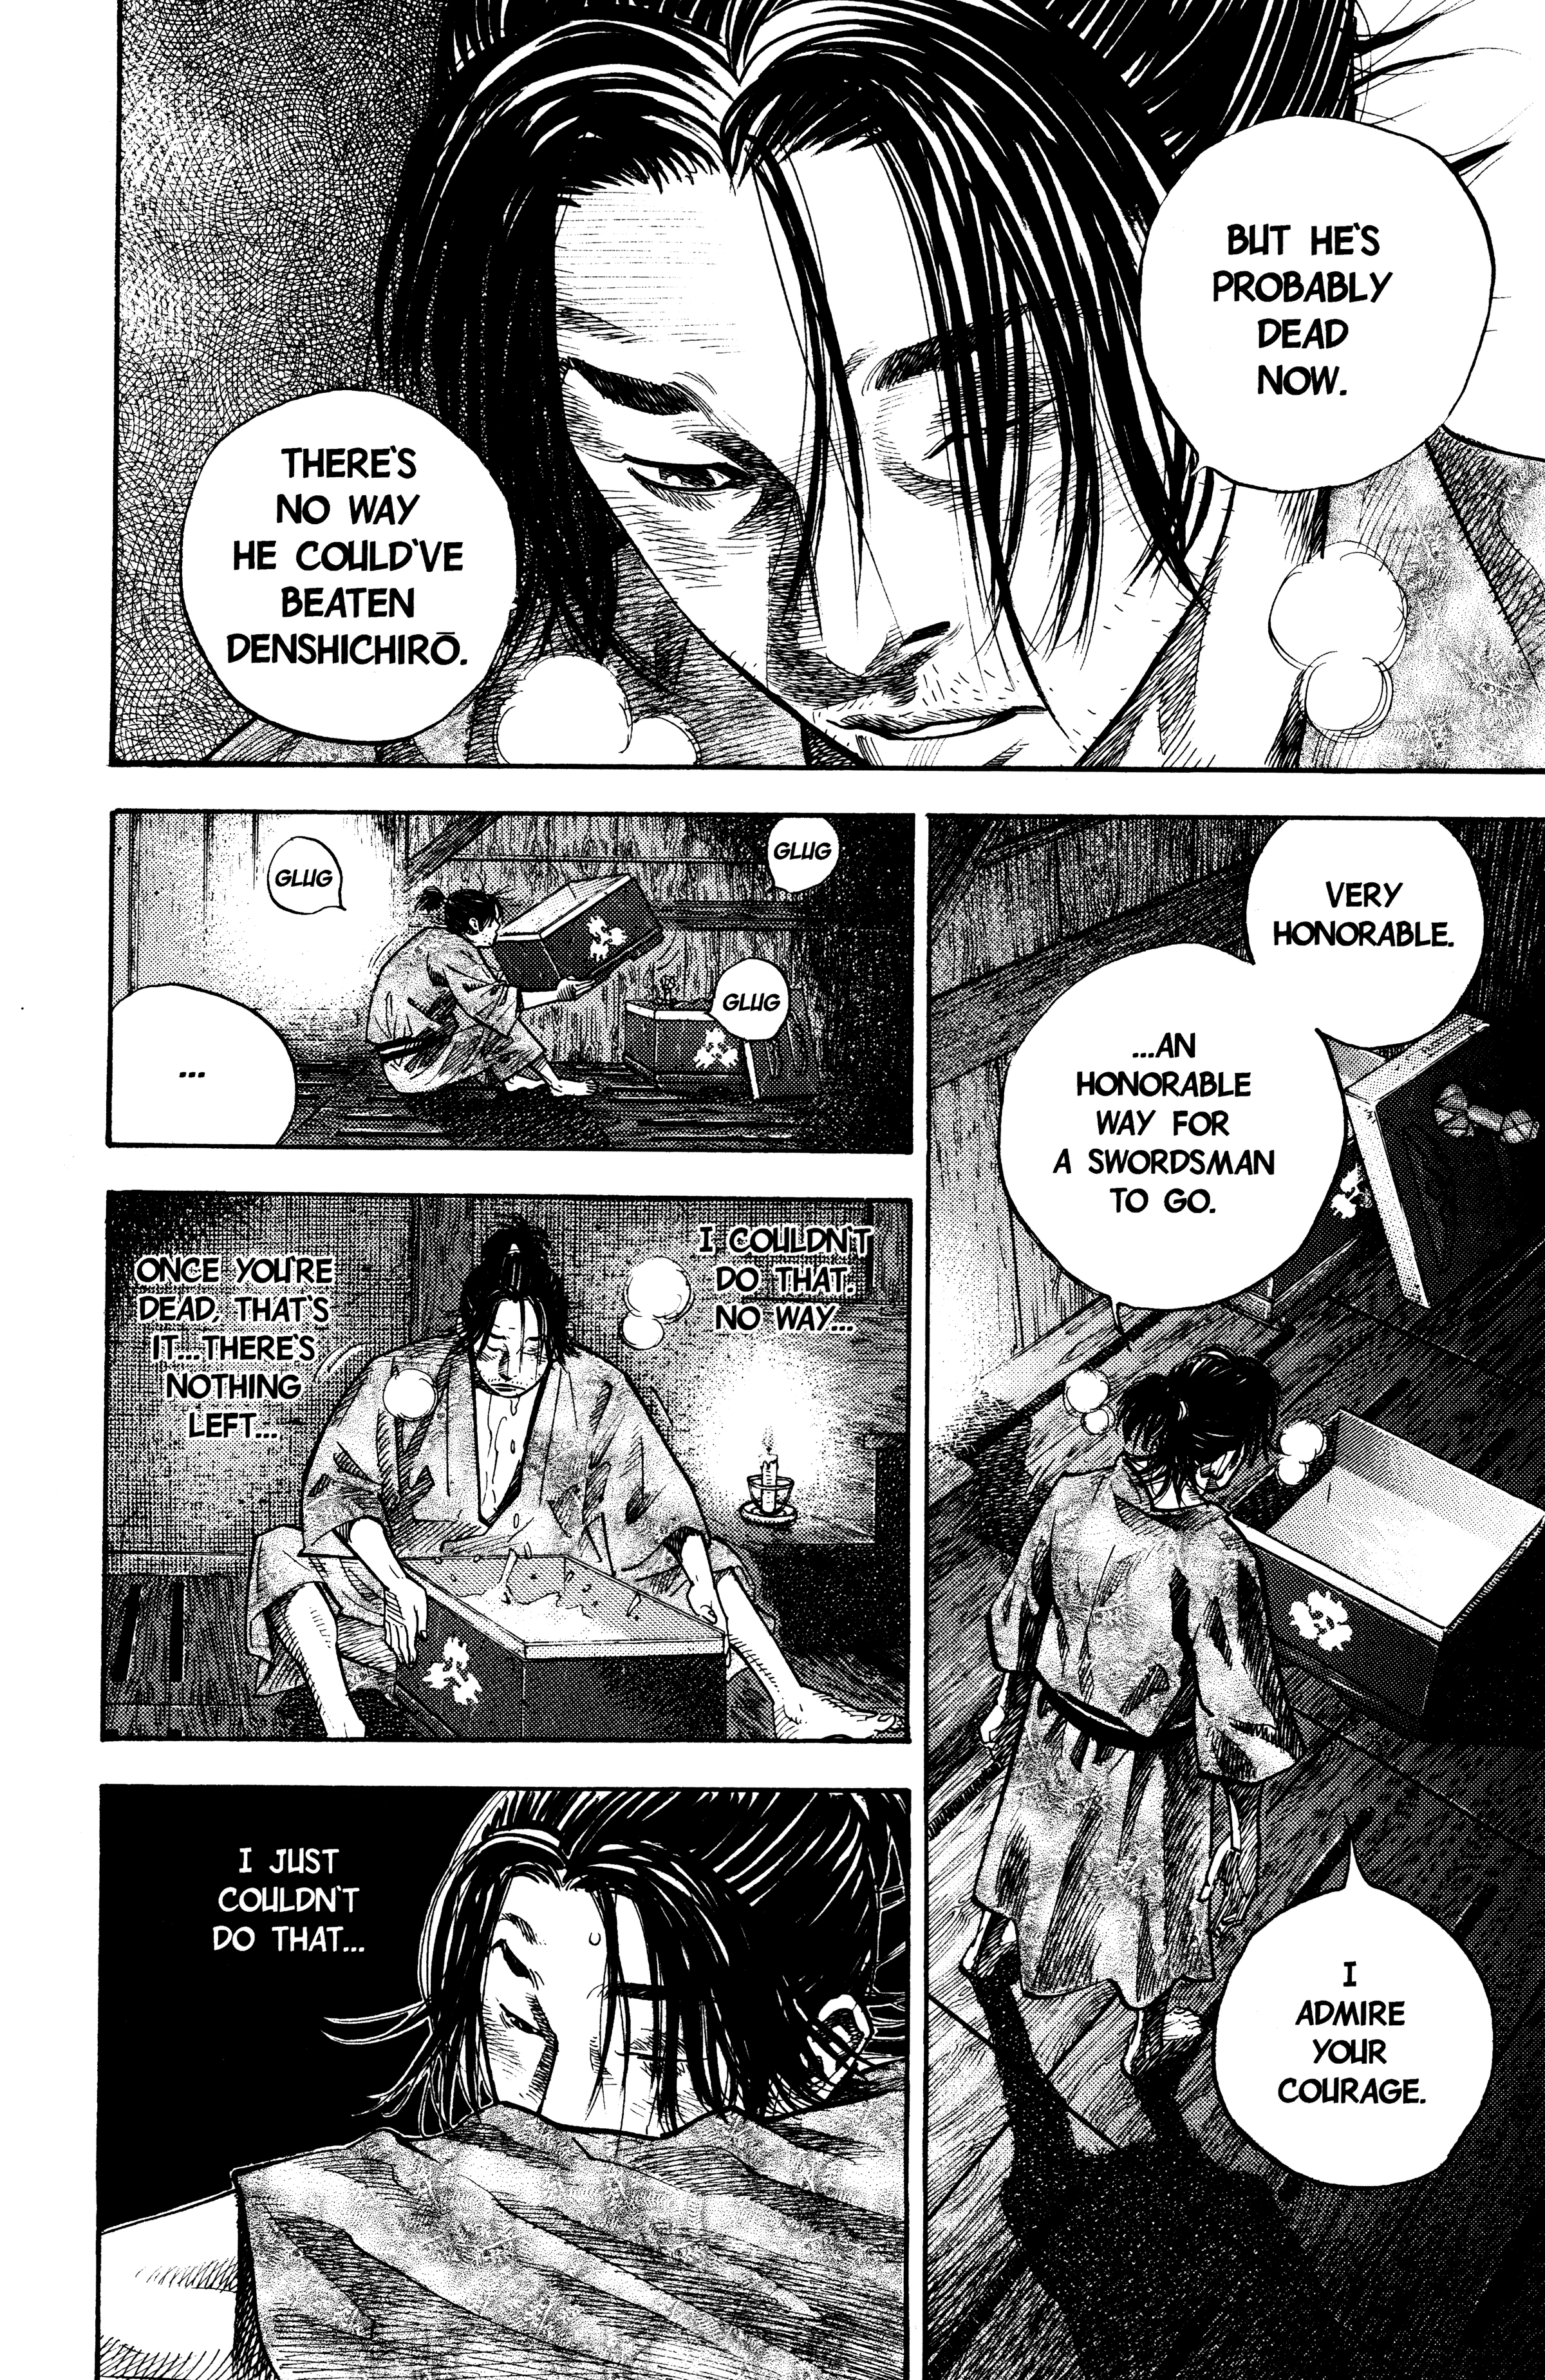 BUT HE'S
PROBABLY
DEAD
NOW.
THERE'S
NO WAY
HE COULD'VE
BEATEN
DENSHICHIRŌ.
VERY
HONORABLE.
...AN
HONORABLE
WAY FOR
A SWORDSMAN
TO GO.
I
ADMIRE
YOUR
COURAGE.
GLUG
GLUG
GLUG
...
I COULDN'T
DO THAT.
NO WAY...
ONCE YOU'RE
DEAD, THAT'S
IT...THERE'S
NOTHING
LEFT...
I JUST
COULDN'T
DO THAT...